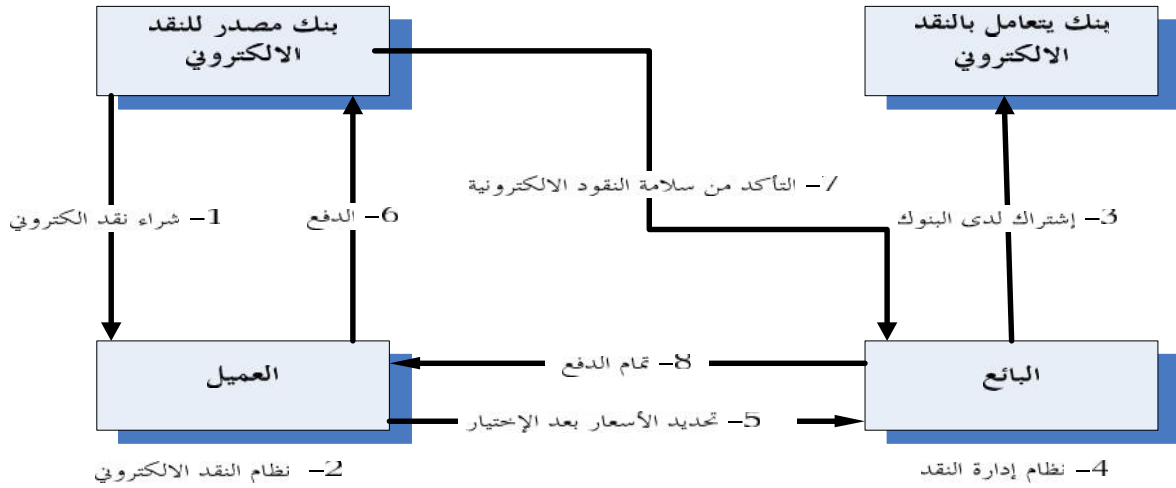 بنك مصدر للنقد
الالكتروني
بنك يتعامل بالنقد
الالكتروني
7– التأكد من سلامة النقود الالكترونية
1– شراء نقد الكتروني
6– الدفع
3– إشتراك لدى البنوك
العميل
البائع
8– تمام الدفع
5– تحديد الأسعار بعد الإختيار
2– نظام النقد الالكتروني
4– نظام إدارة النقد